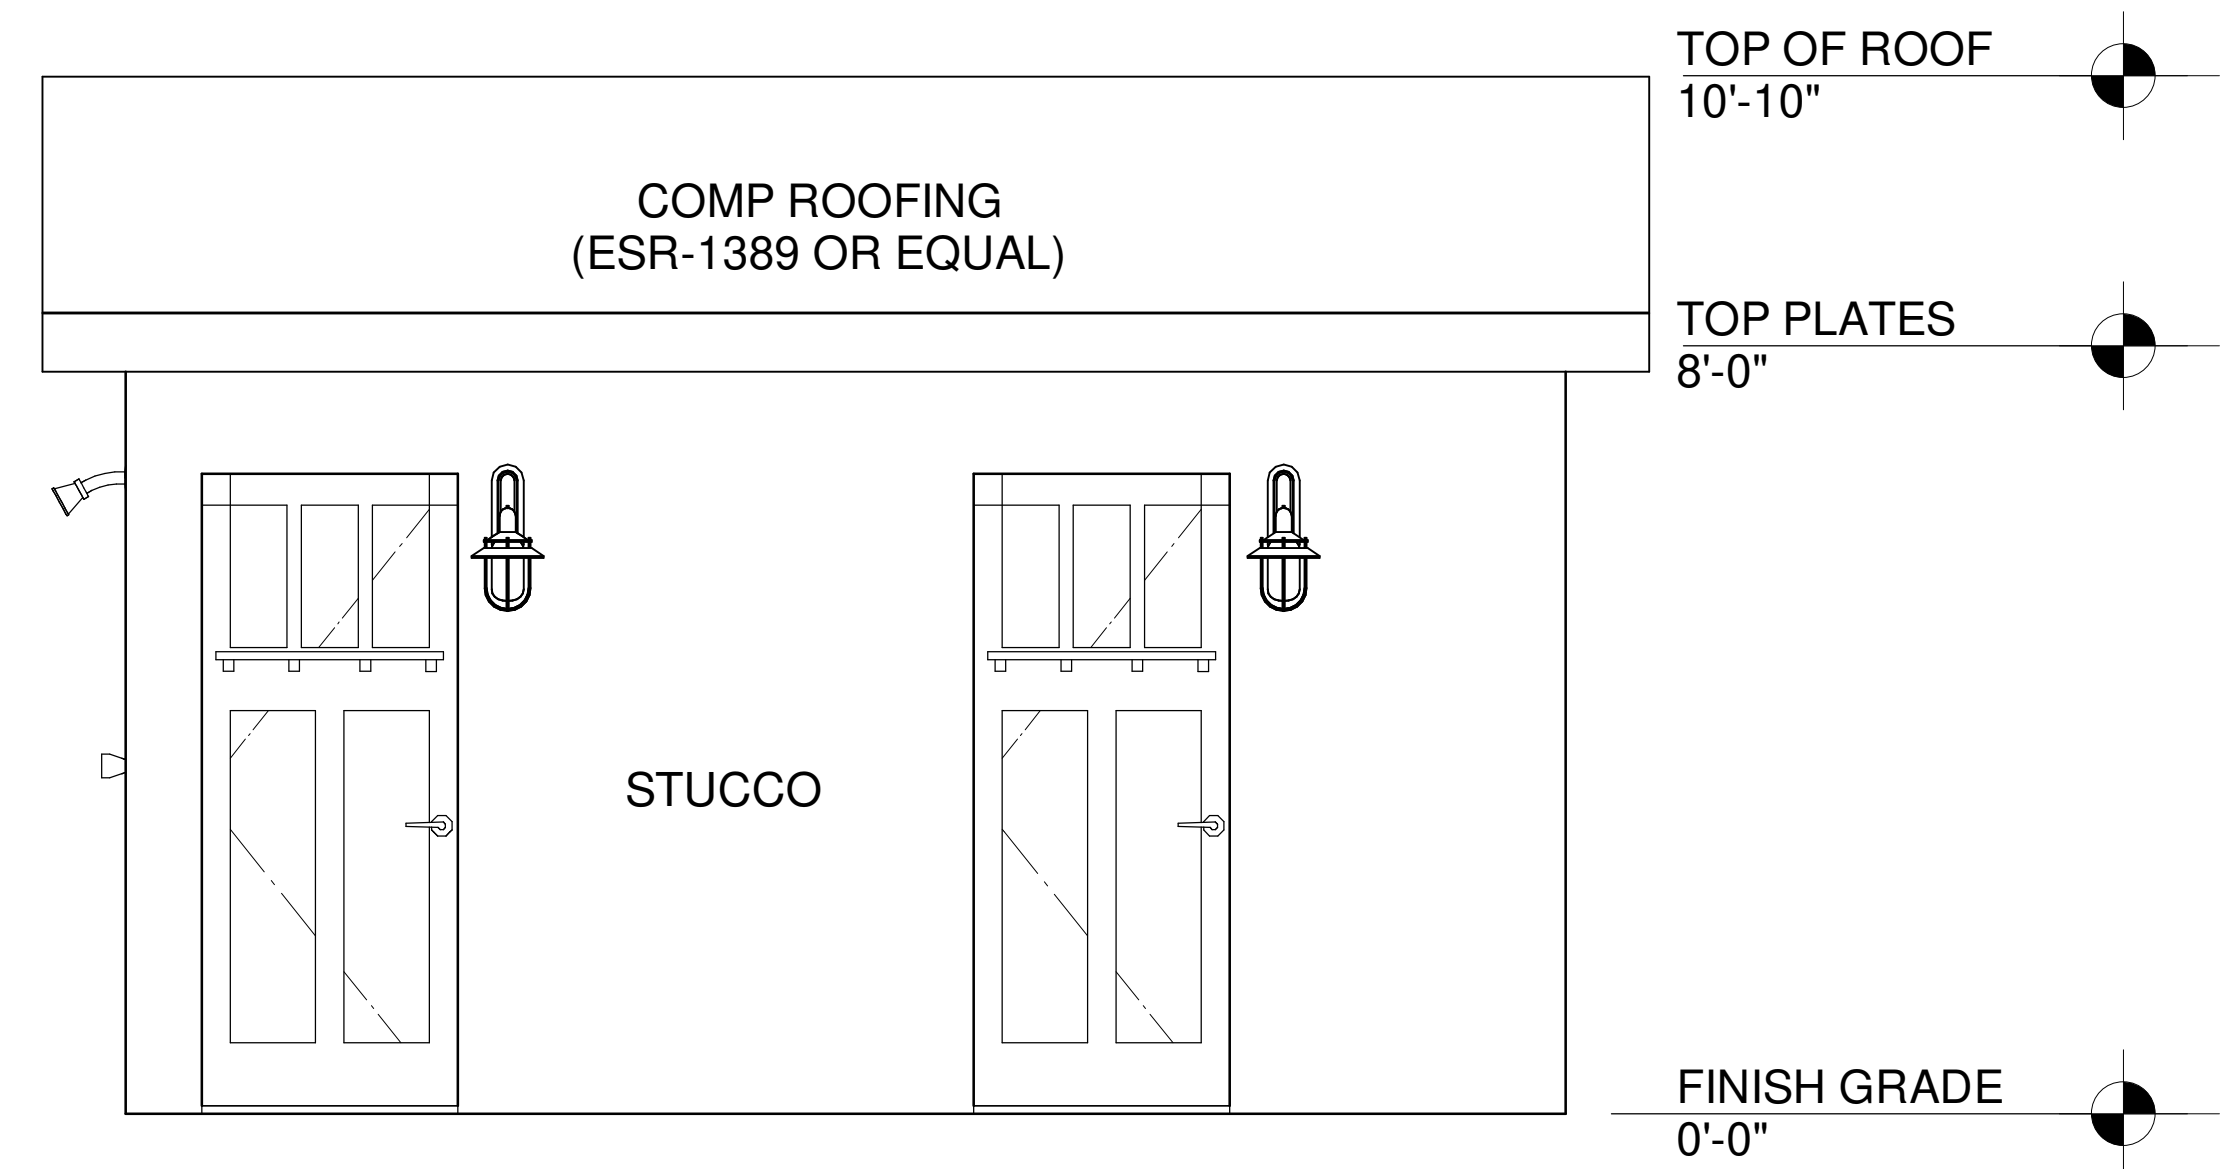 TOP OF ROOF
10'-10"
COMP ROOFING
(ESR-1389 OR EQUAL)
TOP PLATES
8'-0"
STUCCO
FINISH GRADE
0'-0"